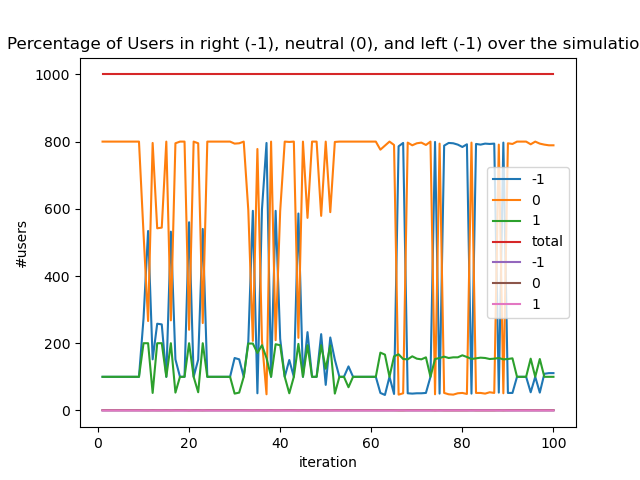 Percentage of Users in right (-1), neutral (0), and left (-1) over the simulatio
1000
800
600
400
200
0
#users
-1
0
1
total
-1
0
1
0 20 40 60 80 100
iteration